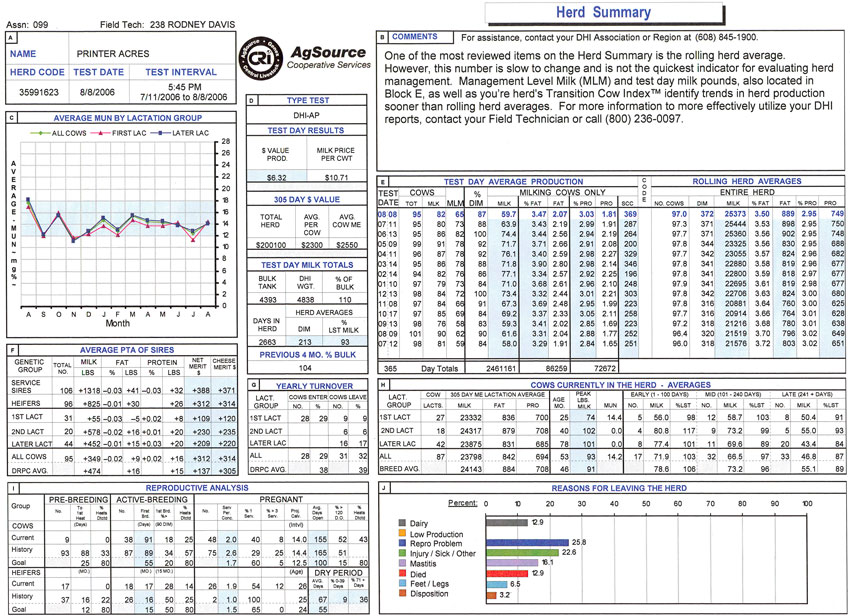 Herd Summary
Assn: 099 Field Tech: 238 RODNEY DAVIS
A
NAME PRINTER ACRES
HERD CODE TEST DATE TEST INTERVAL
35991623 8/8/2006 5:45 PM
7/11/2006 to 8/8/2006
CRI
AgSource
Cooperative Services
B COMMENTS For assistance, contact your DHI Association or Region at (608) 845-1900.
One of the most reviewed items on the Herd Summary is the rolling herd average.
However, this number is slow to change and is not the quickest indicator for evaluating herd
management. Management Level Milk (MLM) and test day milk pounds, also located in
Block E, as well as you're herd's Transition Cow Index™ identify trends in herd production
sooner than rolling herd averages. For more information to more effectively utilize your DHI
reports, contact your Field Technician or call (800) 236-0097.
C AVERAGE MUN BY LACTATION GROUP
ALL COWS FIRST LAC LATER LAC
AVERAGE MUN - mg %
28
26
24
22
20
18
16
14
12
10
8
6
4
2
0
A S O N D J F M A M J J A
Month
D TYPE TEST
DHI-AP
TEST DAY RESULTS
$ VALUE PROD. MILK PRICE PER CWT
$6.32 $10.71
305 DAY $ VALUE
TOTAL HERD AVG. PER COW AVG. COW ME
$200100 $2300 $2550
TEST DAY MILK TOTALS
BULK TANK DHI WGT. % OF BULK
4393 4838 110
DAYS IN HERD HERD AVERAGES
DIM % LST MILK
2663 213 93
PREVIOUS 4 MO. % BULK
104
E TEST DAY AVERAGE PRODUCTION CODE ROLLING HERD AVERAGES
TEST DATE COWS MLM % DIM MILKING COWS ONLY ENTIRE HERD
TOT MLK MILK % FAT FAT % PRO PRO SCC NO. COWS DIM MILK % FAT FAT % PRO PRO
08 08 95 82 65 87 59.7 3.47 2.07 3.03 1.81 369 97.0 372 25373 3.50 889 2.95 749
07 11 95 80 73 88 63.9 3.43 2.19 2.99 1.91 287 97.3 371 25444 3.53 898 2.95 750
06 13 95 86 82 100 74.4 3.44 2.56 2.94 2.19 264 97.7 371 25360 3.56 902 2.95 748
05 09 99 91 78 92 71.7 3.71 2.66 2.91 2.08 200 97.8 344 23325 3.56 830 2.95 688
04 11 96 87 78 92 76.1 3.40 2.59 2.98 2.27 329 97.8 342 23055 3.57 824 2.96 682
03 14 95 86 78 88 71.8 3.90 2.80 2.98 2.14 346 97.8 341 22880 3.58 819 2.96 677
02 14 94 82 76 86 77.1 3.34 2.57 2.92 2.25 196 97.8 341 22800 3.59 818 2.97 677
01 10 97 79 73 84 71.0 3.68 2.61 2.96 2.10 248 97.8 341 22695 3.61 819 2.98 677
12 13 98 84 72 100 73.4 3.32 2.44 3.01 2.21 303 97.8 342 22706 3.63 824 3.00 680
11 08 97 84 66 91 67.3 3.69 2.48 2.95 1.99 223 97.8 316 20881 3.64 760 3.00 625
10 11 98 85 67 84 69.2 3.37 2.33 3.05 2.11 258 97.7 316 20914 3.66 764 3.01 628
09 13 98 76 58 83 59.3 3.41 2.02 2.85 1.69 223 97.2 318 21216 3.68 780 3.01 638
08 09 101 90 62 90 61.6 3.31 2.04 2.88 1.77 252 96.4 320 21519 3.70 796 3.02 649
07 12 98 81 59 84 58.0 3.29 1.91 2.84 1.65 251 96.0 318 21576 3.72 803 3.02 651
365 Day Totals 2461161 86259 72672
F AVERAGE PTA OF SIRES
GENETIC GROUP TOTAL NO. MILK LBS FAT % LBS PROTEIN % LBS NET MERIT $ CHEESE MERIT $
SERVICE SIRES 106 +1318 –0.03 +41 –0.03 +32 +388 +371
HEIFERS 96 +825 –0.01 +30 +26 +312 +314
1ST LACT 31 +55 –0.03 –5 +0.02 +8 +109 +120
2ND LACT 20 +578 –0.02 +16 +0.01 +20 +230 +235
LATER LACT 44 +452 –0.01 +15 +0.03 +20 +209 +220
ALL COWS 95 +349 –0.02 +9 +0.02 +16 +312 +314
DRPC AVG. +474 +16 +15 +137 +305
G YEARLY TURNOVER
LACT. GROUP COWS ENTER COWS LEAVE
NO. % NO. %
1ST LACT 28 29 9 9
2ND LACT 6 6
LATER LAC 16 17
ALL 28 29 31 32
DRPC AVG. 38 39
H COWS CURRENTLY IN THE HERD - AVERAGES
LACT. GROUP COW LACTS. 305 DAY ME LACTATION AVERAGE AGE MO. PEAK LBS. MILK MUN EARLY (1 - 100 DAYS) MID (101 - 240 DAYS) LATE (241 + DAYS)
MILK FAT PRO NO. MILK %LST NO. MILK %LST NO. MILK %LST
1ST LACT 27 23332 836 700 25 74 14.4 5 56.0 98 12 58.7 103 8 50.4 91
2ND LACT 18 24317 879 708 40 102 0.0 4 80.8 117 9 73.2 99 5 55.0 93
LATER LAC 42 23875 831 685 78 101 0.0 8 77.4 101 11 69.6 89 20 43.4 84
ALL 87 23798 842 694 53 93 14.2 17 71.9 103 32 66.5 97 33 46.8 87
BREED AVG. 24143 884 708 46 91 78.6 106 73.2 96 55.1 89
I REPRODUCTIVE ANALYSIS
Group PRE-BREEDING ACTIVE-BREEDING PREGNANT
No. To 1st Heat % Heats Dtctd No. First Brd. 1st Brd. %> % Heats Dtctd No. Serv Per Conc. % 1 Serv. % + 3 Serv. Proj. Calv. Avg. Days Open % > 120 D.O. % Heats Dtctd
COWS (Days) (Days) (90 DIM) (Intvl)
Current 9 0 38 91 18 25 48 2.0 40 8 14.0 155 52 43
History 93 88 33 87 89 34 57 75 2.6 29 25 14.4 165 51
Goal 25 80 55 20 80 1.7 60 5 12.5 100 15 80
HEIFERS (MO.) (MO.) (15 MO.) (Age) DRY PERIOD
AVG. Days % 0-39 Days % 71 + Days
Current 17 0 18 17 28 14 26 1.9 54 12 26
History 37 16 22 26 16 50 25 2 1.0 100 25 67 9 36
Goal 12 80 15 50 80 1.5 65 0 24 55
J REASONS FOR LEAVING THE HERD
Percent: 0 10 20 30 40 50 60 70 80 90 100
Dairy 12.9
Low Production
Repro Problem 25.8
Injury / Sick / Other 22.6
Mastitis 16.1
Died 12.9
Feet / Legs 6.5
Disposition 3.2